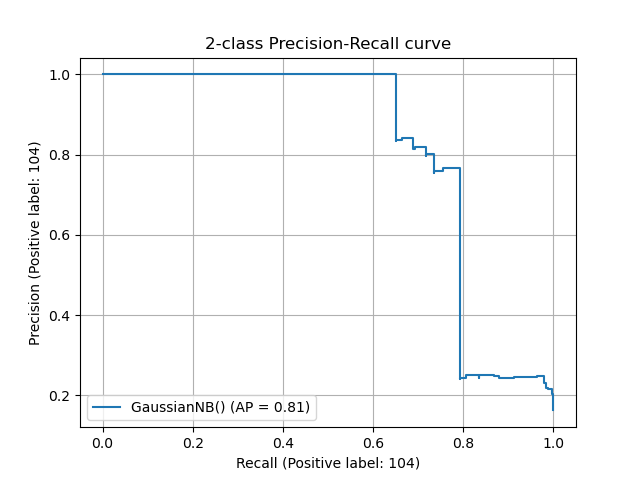 2-class Precision-Recall curve
1.0
0.8
0.6
0.4
0.2
Precision (Positive label: 104)
GaussianNB() (AP = 0.81)
0.0 0.2 0.4 0.6 0.8 1.0
Recall (Positive label: 104)